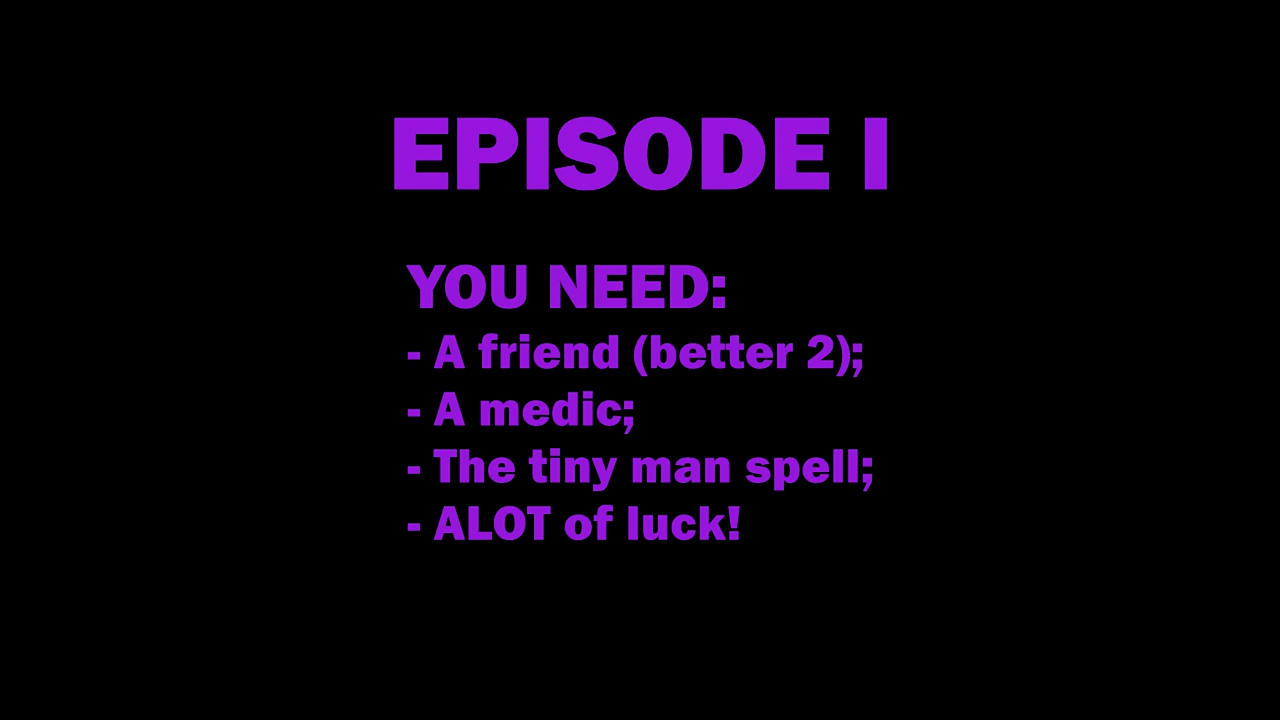 EPISODE I
YOU NEED:
- A friend (better 2);
- A medic;
- The tiny man spell;
- ALOT of luck!